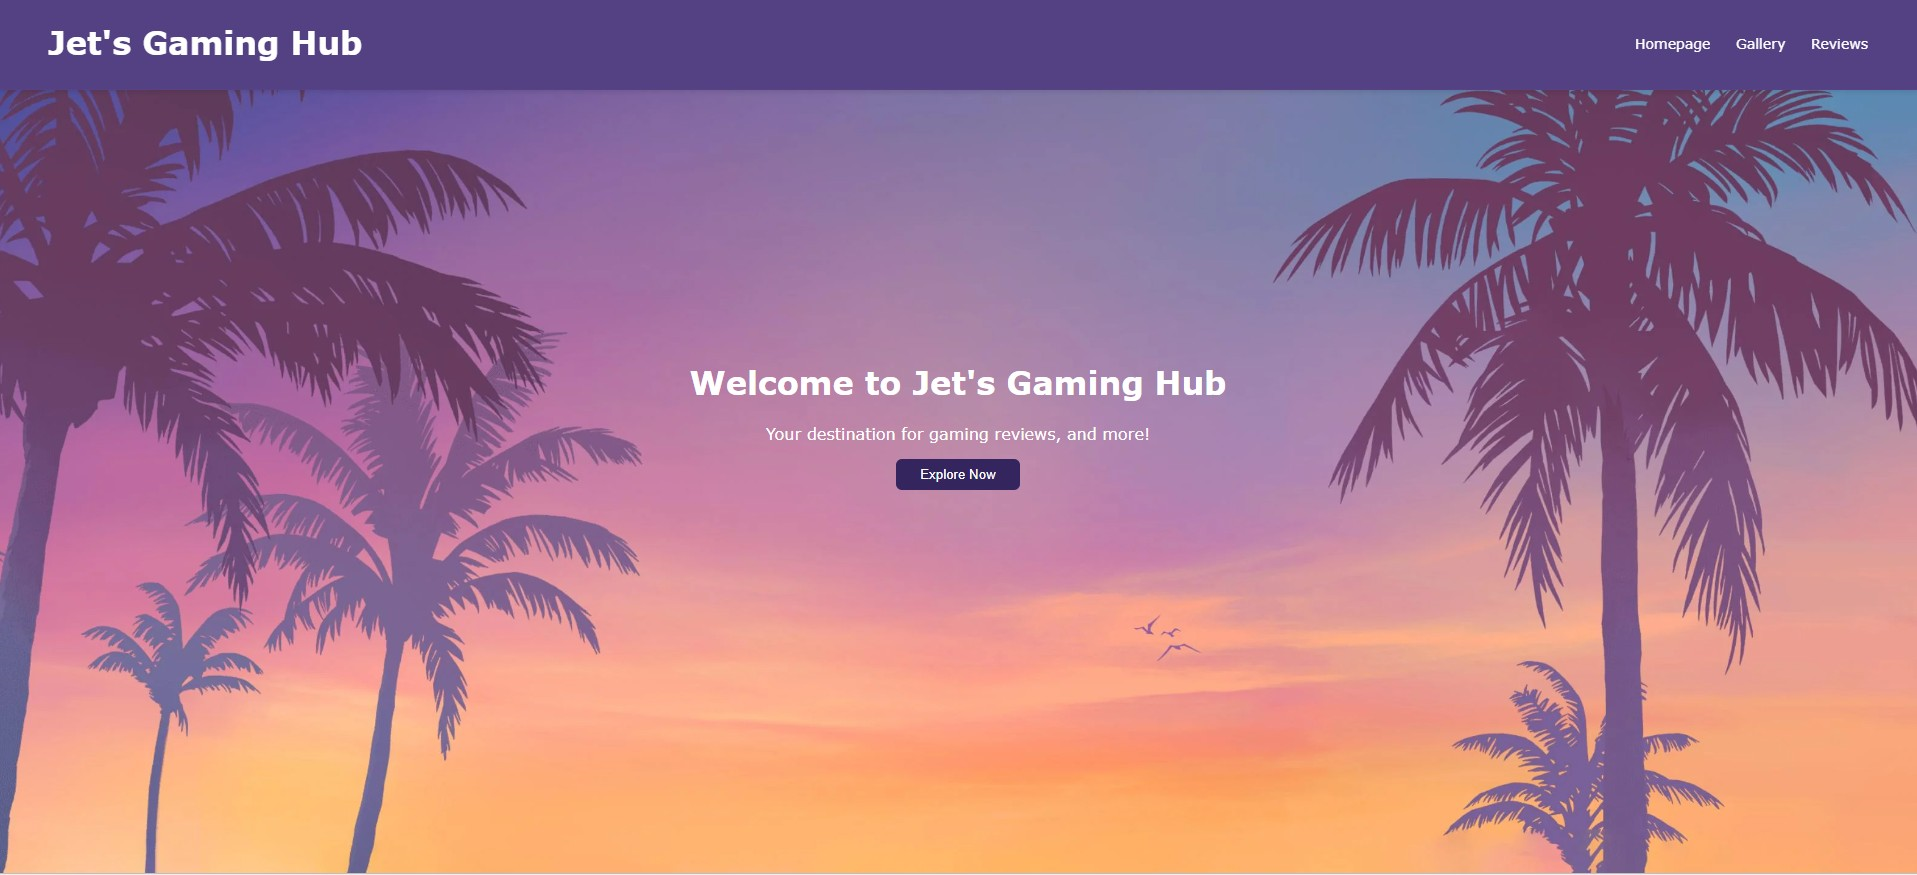 Jet's Gaming Hub
Homepage Gallery Reviews
Welcome to Jet's Gaming Hub
Your destination for gaming reviews, and more!
Explore Now